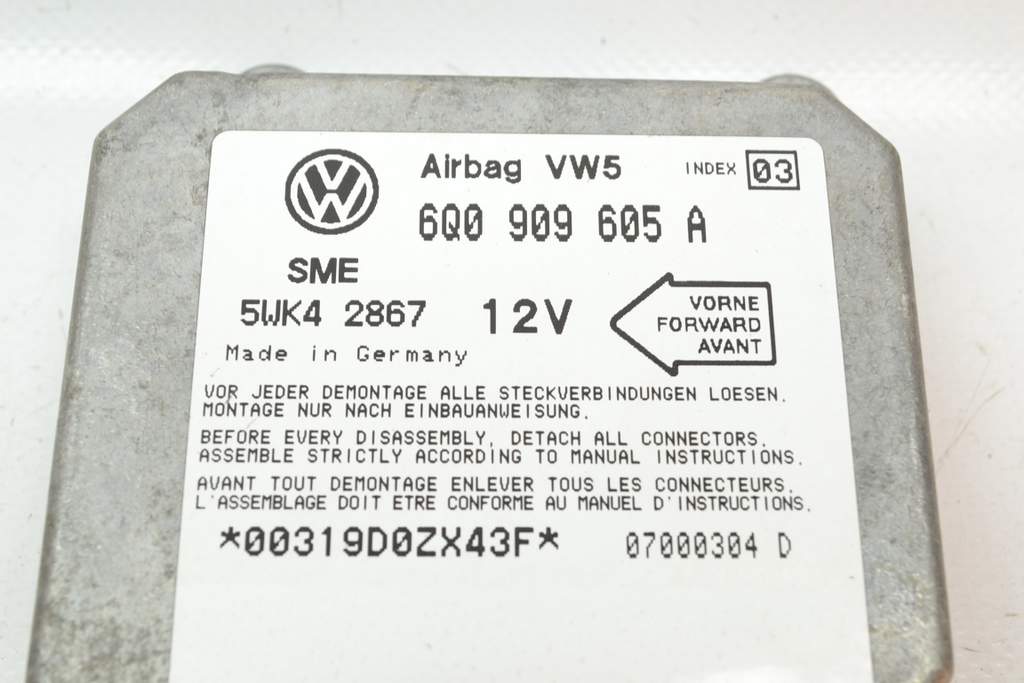 Airbag VW5 INDEX 03
6Q0 909 605 A
SME
5WK4 2867 12V
VORNE
FORWARD
AVANT
Made in Germany
VOR JEDER DEMONTAGE ALLE STECKVERBINDUNGEN LOESEN.
MONTAGE NUR NACH EINBAUANWEISUNG.
BEFORE EVERY DISASSEMBLY, DETACH ALL CONNECTORS.
ASSEMBLE STRICTLY ACCORDING TO MANUAL INSTRUCTIONS.
AVANT TOUT DEMONTAGE ENLEVER TOUS LES CONNECTEURS.
L'ASSEMBLAGE DOIT ETRE CONFORME AU MANUEL D'INSTRUCTIONS.
*00319D0ZX43F* 07000304 D